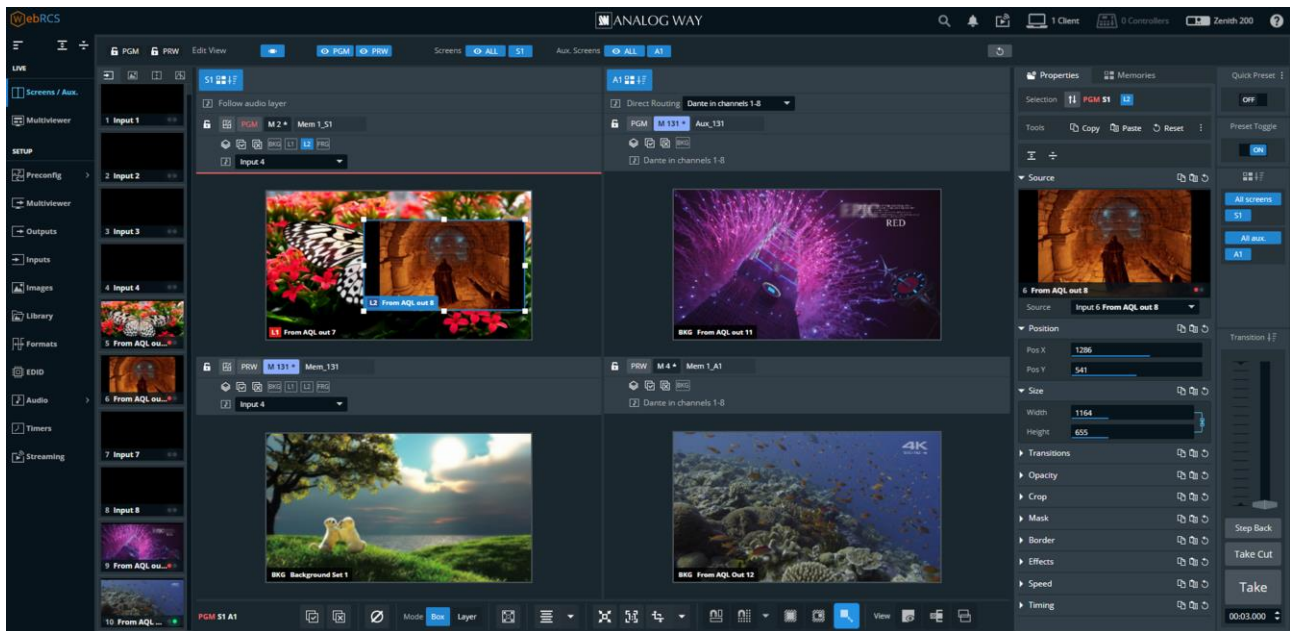 WebRCS
ANALOG WAY
1 Client
0 Controllers
Zenith 200
PGM
PRW
Edit View
PGM
PRW
Screens
ALL
S1
Aux. Screens
ALL
A1
LIVE
Screens / Aux.
Multiviewer
SETUP
Preconfig
Multiviewer
Outputs
Inputs
Images
Library
Formats
EDID
Audio
Timers
Streaming
1 Input 1
2 Input 2
3 Input 3
4 Input 4
5 From AQL ou...
6 From AQL ou...
7 Input 7
8 Input 8
9 From AQL ou...
10 From AQL ...
S1
Follow audio layer
PGM M 2 * Mem 1_S1
BKG L1 L2 FRG
Input 4
L2 From AQL out 8
L1 From AQL out 7
PRW M 131 * Mem_131
BKG L1 L2 FRG
Input 4
BKG Background Set 1
A1
Direct Routing Dante in channels 1-8
PGM M 131 * Aux_131
BKG
Dante in channels 1-8
EPIC
RED
BKG From AQL out 11
PRW M 4 * Mem 1_A1
BKG
Dante in channels 1-8
4K
BKG From AQL Out 12
PGM S1 A1
Mode Box Layer
View
Properties
Memories
Selection PGM S1 L2
Tools Copy Paste Reset
Source
6 From AQL out 8
Source Input 6 From AQL out 8
Position
Pos X 1286
Pos Y 541
Size
Width 1164
Height 655
Transitions
Opacity
Crop
Mask
Border
Effects
Speed
Timing
Quick Preset
OFF
Preset Toggle
ON
All screens
S1
All aux.
A1
Transition
Step Back
Take Cut
Take
00:03.000